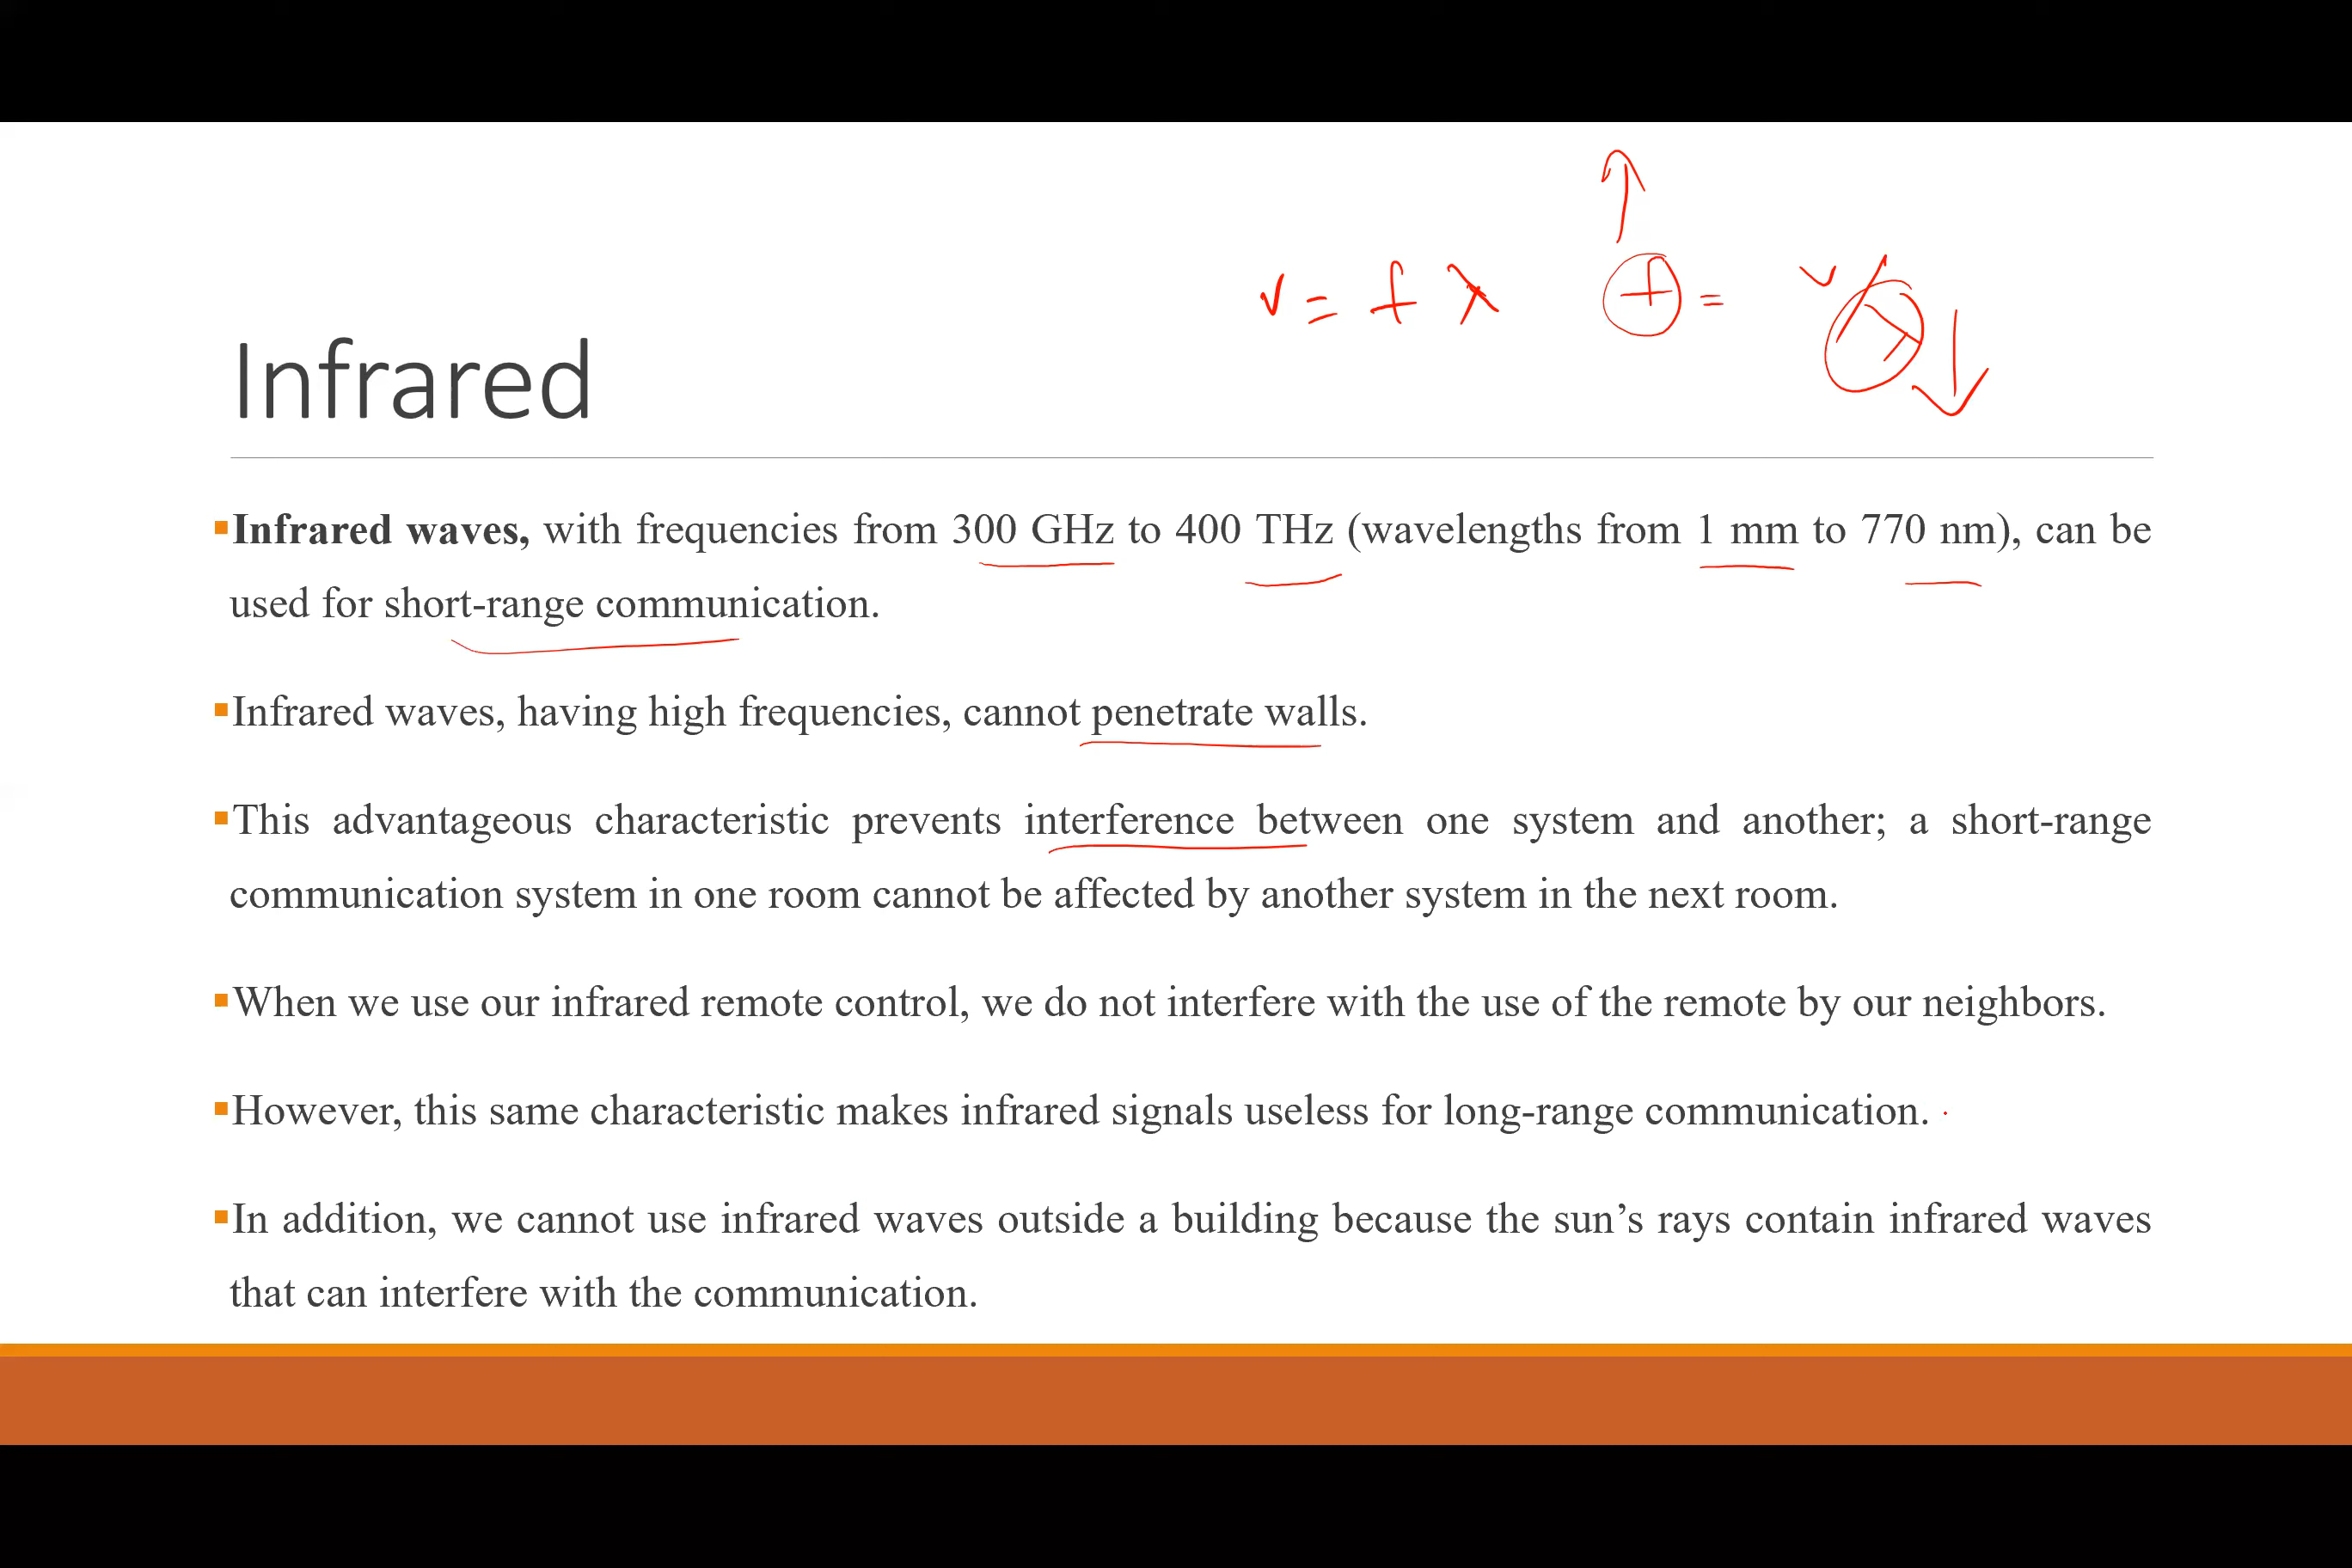 v = f λ f = v/λ
Infrared
▪Infrared waves, with frequencies from 300 GHz to 400 THz (wavelengths from 1 mm to 770 nm), can be
used for short-range communication.
▪Infrared waves, having high frequencies, cannot penetrate walls.
▪This advantageous characteristic prevents interference between one system and another; a short-range
communication system in one room cannot be affected by another system in the next room.
▪When we use our infrared remote control, we do not interfere with the use of the remote by our neighbors.
▪However, this same characteristic makes infrared signals useless for long-range communication.
▪In addition, we cannot use infrared waves outside a building because the sun’s rays contain infrared waves
that can interfere with the communication.